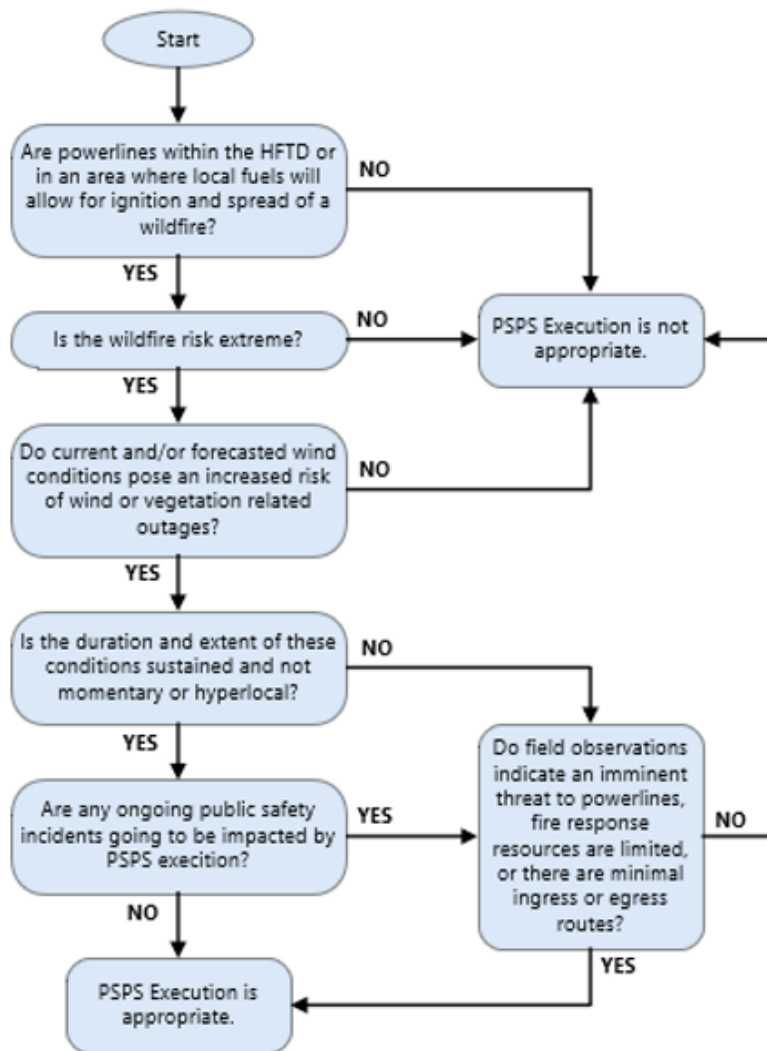 Start
Are powerlines within the HFTD or
in an area where local fuels will
allow for ignition and spread of a
wildfire?
NO
YES
Is the wildfire risk extreme?
NO
PSPS Execution is not
appropriate.
YES
Do current and/or forecasted wind
conditions pose an increased risk
of wind or vegetation related
outages?
NO
YES
Is the duration and extent of these
conditions sustained and not
momentary or hyperlocal?
NO
YES
Are any ongoing public safety
incidents going to be impacted by
PSPS execition?
YES
Do field observations
indicate an imminent
threat to powerlines,
fire response
resources are limited,
or there are minimal
ingress or egress
routes?
NO
NO
YES
PSPS Execution is
appropriate.